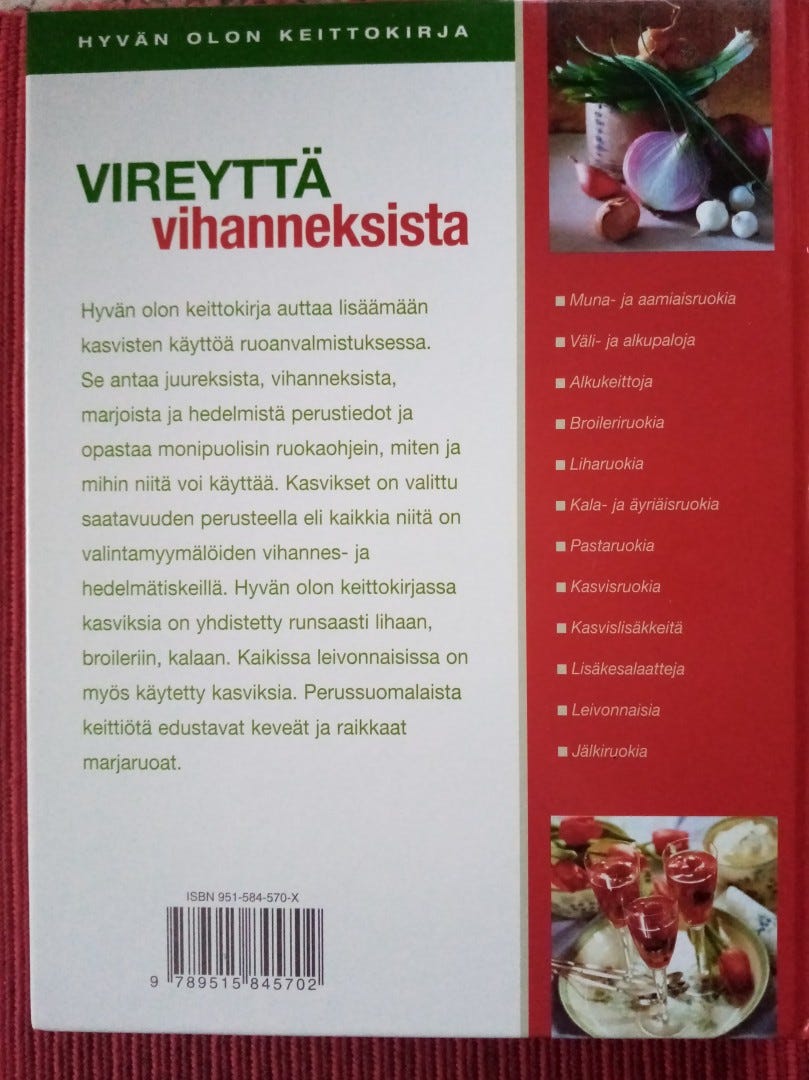 HYVÄN OLON KEITTOKIRJA
VIREYTTÄ
vihanneksista
Hyvän olon keittokirja auttaa lisäämään
kasvisten käyttöä ruoanvalmistuksessa.
Se antaa juureksista, vihanneksista,
marjoista ja hedelmistä perustiedot ja
opastaa monipuolisin ruokaohjein, miten ja
mihin niitä voi käyttää. Kasvikset on valittu
saatavuuden perusteella eli kaikkia niitä on
valintamyymälöiden vihannes- ja
hedelmätiskeillä. Hyvän olon keittokirjassa
kasviksia on yhdistetty runsaasti lihaan,
broileriin, kalaan. Kaikissa leivonnaisissa on
myös käytetty kasviksia. Perussuomalaista
keittiötä edustavat keveät ja raikkaat
marjaruoat.
ISBN 951-584-570-X
9 789515 845702
Muna- ja aamiaisruokia
Väli- ja alkupaloja
Alkukeittoja
Broileriruokia
Liharuokia
Kala- ja äyriäisruokia
Pastaruokia
Kasvisruokia
Kasvislisäkkeitä
Lisäkesalaatteja
Leivonnaisia
Jälkiruokia